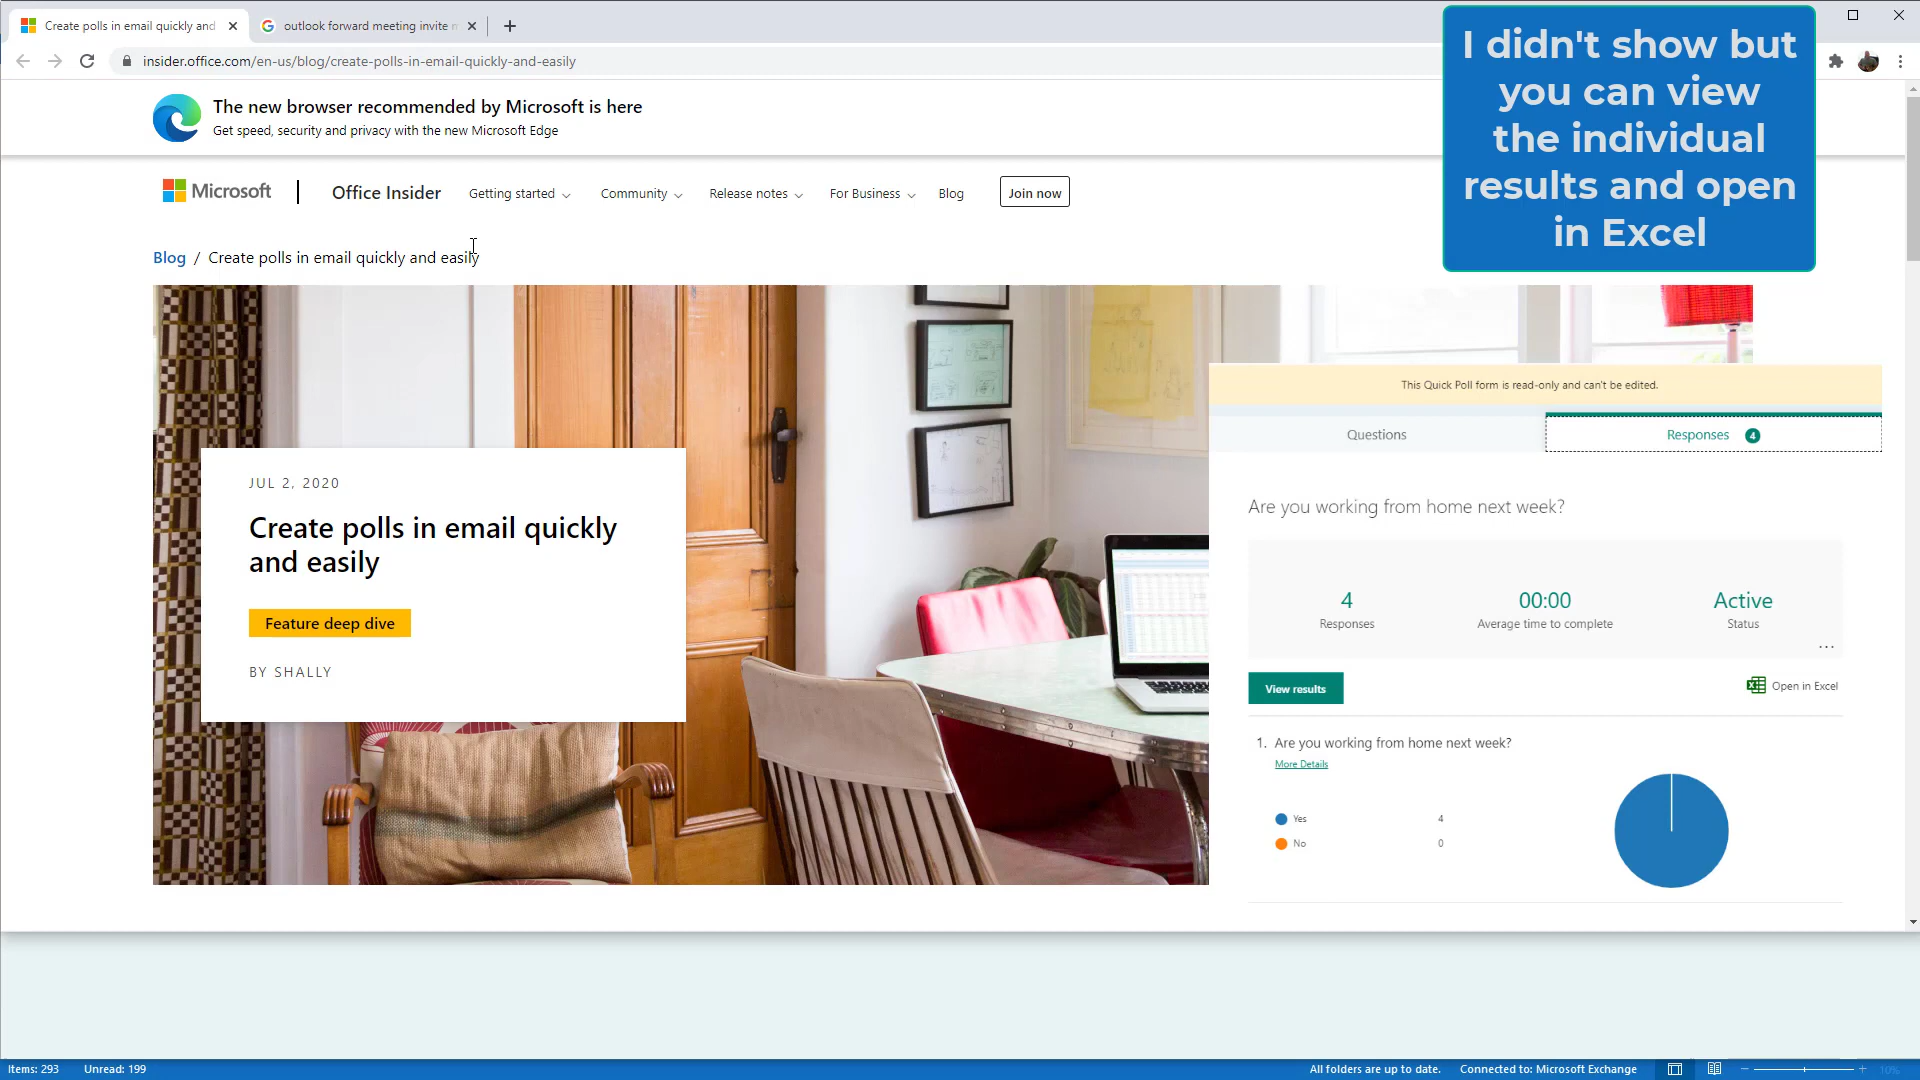 Create polls in email quickly and
outlook forward meeting invite
insider.office.com/en-us/blog/create-polls-in-email-quickly-and-easily
I didn't show but
you can view
the individual
results and open
in Excel
The new browser recommended by Microsoft is here
Get speed, security and privacy with the new Microsoft Edge
Microsoft
Office Insider
Getting started
Community
Release notes
For Business
Blog
Join now
Blog / Create polls in email quickly and easily
JUL 2, 2020
Create polls in email quickly
and easily
Feature deep dive
BY SHALLY
This Quick Poll form is read-only and can't be edited.
Questions
Responses 4
Are you working from home next week?
4
Responses
00:00
Average time to complete
Active
Status
...
View results
Open in Excel
1. Are you working from home next week?
More Details
Yes 4
No 0
Items: 293
Unread: 199
All folders are up to date.
Connected to: Microsoft Exchange